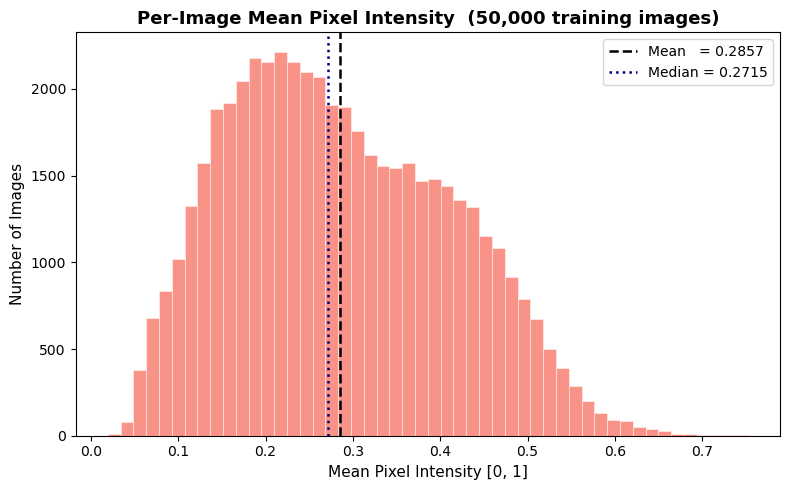 Per-Image Mean Pixel Intensity  (50,000 training images)
Mean   = 0.2857
Median = 0.2715
Number of Images
2000
1500
1000
500
0
0.0 0.1 0.2 0.3 0.4 0.5 0.6 0.7
Mean Pixel Intensity [0, 1]